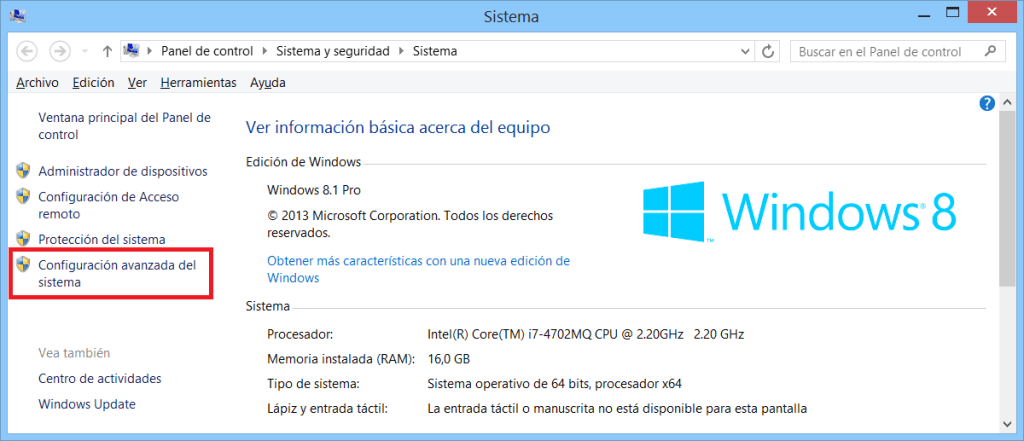 Sistema
Panel de control Sistema y seguridad Sistema
Buscar en el Panel de control
Archivo Edición Ver Herramientas Ayuda
Ventana principal del Panel de
control
Administrador de dispositivos
Configuración de Acceso
remoto
Protección del sistema
Configuración avanzada del
sistema
Vea también
Centro de actividades
Windows Update
Ver información básica acerca del equipo
Edición de Windows
Windows 8.1 Pro
© 2013 Microsoft Corporation. Todos los derechos
reservados.
Obtener más características con una nueva edición de
Windows
Windows® 8
™
Sistema
Procesador: Intel(R) Core(TM) i7-4702MQ CPU @ 2.20GHz 2.20 GHz
Memoria instalada (RAM): 16,0 GB
Tipo de sistema: Sistema operativo de 64 bits, procesador x64
Lápiz y entrada táctil: La entrada táctil o manuscrita no está disponible para esta pantalla